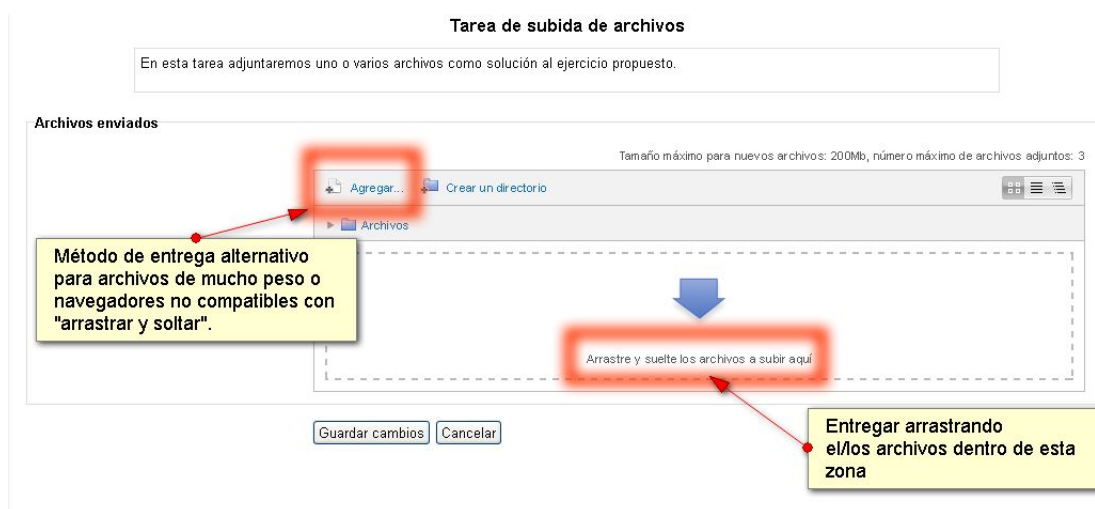 Tarea de subida de archivos
En esta tarea adjuntaremos uno o varios archivos como solución al ejercicio propuesto.
Archivos enviados
Tamaño máximo para nuevos archivos: 200Mb, número máximo de archivos adjuntos: 3
Agregar... Crear un directorio
Archivos
Método de entrega alternativo
para archivos de mucho peso o
navegadores no compatibles con
"arrastrar y soltar".
Arrastre y suelte los archivos a subir aquí
Guardar cambios Cancelar
Entregar arrastrando
el/los archivos dentro de esta
zona